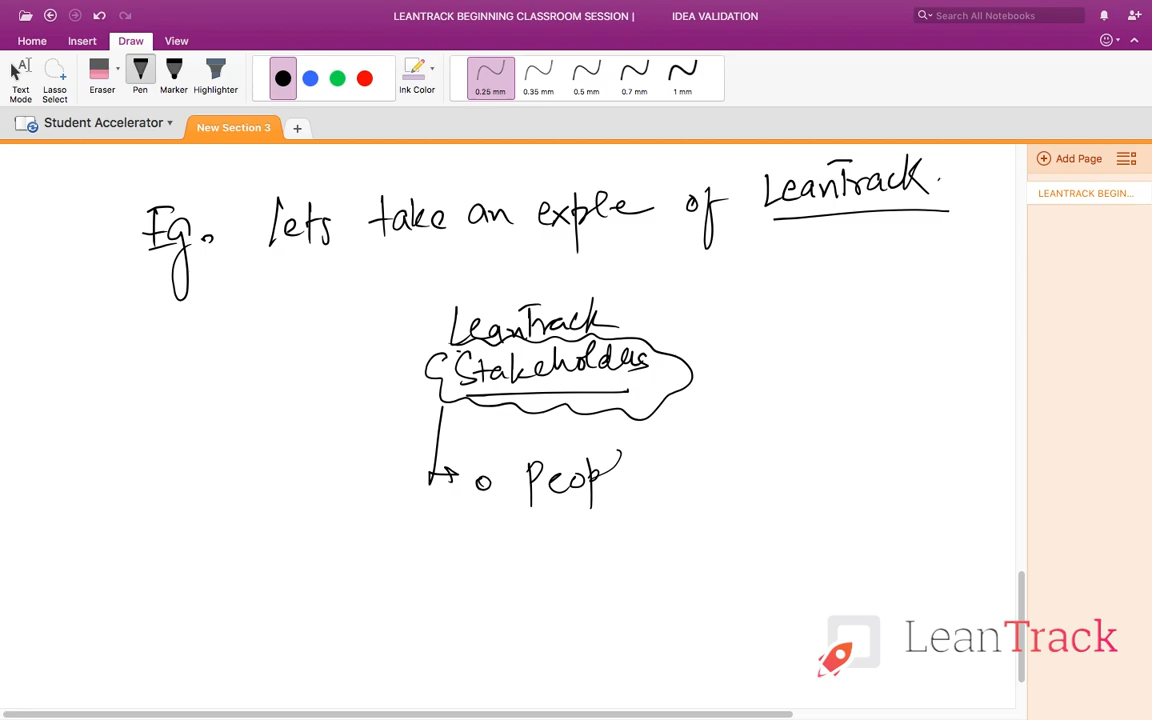 LEANTRACK BEGINNING CLASSROOM SESSION | IDEA VALIDATION
Search All Notebooks
Home Insert Draw View
Text Mode
Lasso Select
Eraser
Pen
Marker
Highlighter
Ink Color
0.25 mm
0.35 mm
0.5 mm
0.7 mm
1 mm
Student Accelerator
New Section 3
Add Page
LEANTRACK BEGIN...
Eg. lets take an exple of LeanTrack.
LeanTrack
Stakeholders
Peop
LeanTrack